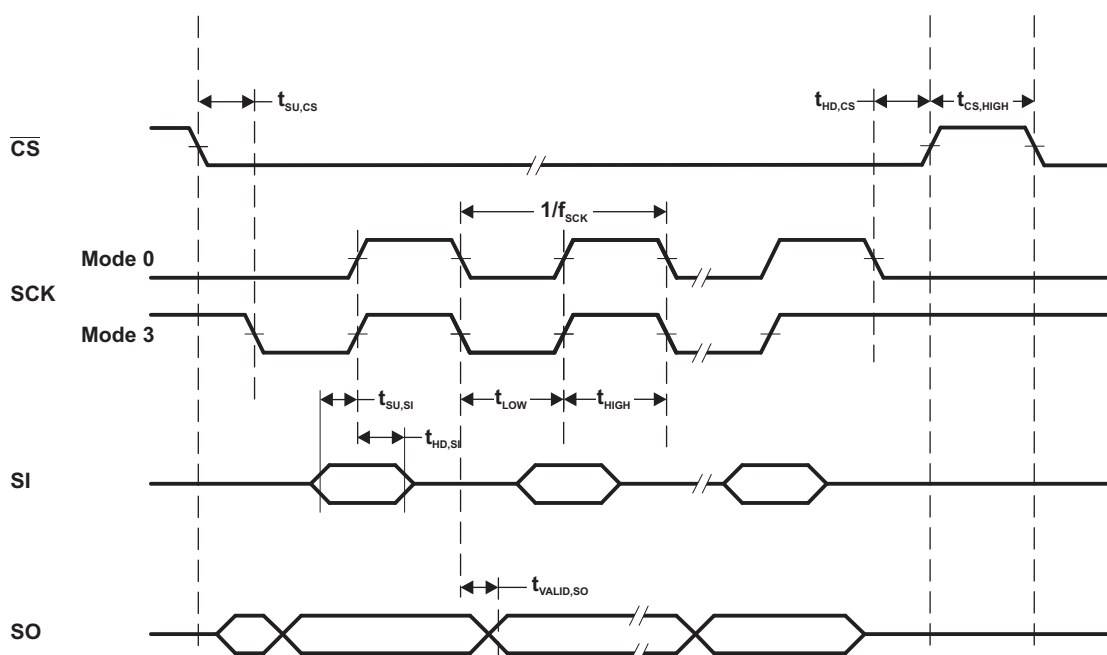 tSU,CS
tHD,CS
tCS,HIGH
CS
1/fSCK
Mode 0
SCK
Mode 3
tSU,SI
tLOW
tHIGH
tHD,SI
SI
tVALID,SO
SO